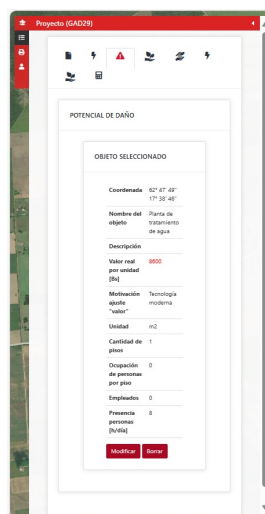 Proyecto (GAD29)
POTENCIAL DE DAÑO
OBJETO SELECCIONADO
Coordenada 62° 47' 49"
17° 38' 46"
Nombre del Planta de
objeto tratamiento
de agua
Descripción
Valor real 8600
por unidad
[Bs]
Motivación Tecnología
ajuste moderna
"valor"
Unidad m2
Cantidad de 1
pisos
Ocupación 0
de personas
por piso
Empleados 0
Presencia 8
personas
[h/día]
Modificar Borrar